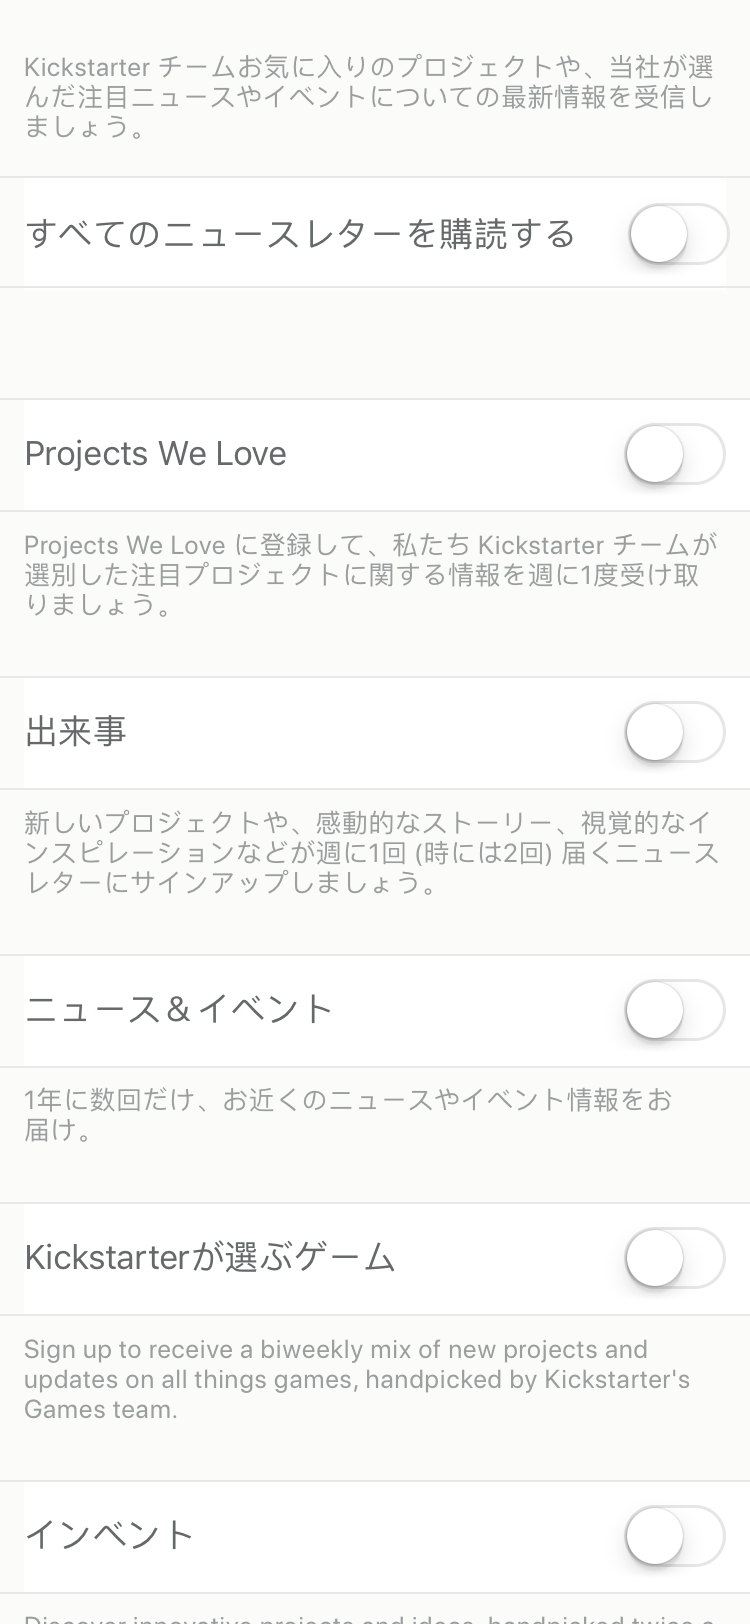 Kickstarter チームお気に入りのプロジェクトや、当社が選
んだ注目ニュースやイベントについての最新情報を受信し
ましょう。
すべてのニュースレターを購読する
Projects We Love
Projects We Love に登録して、私たち Kickstarter チームが
選別した注目プロジェクトに関する情報を週に1度受け取
りましょう。
出来事
新しいプロジェクトや、感動的なストーリー、視覚的なイ
ンスピレーションなどが週に1回 (時には2回) 届くニュース
レターにサインアップしましょう。
ニュース＆イベント
1年に数回だけ、お近くのニュースやイベント情報をお
届け。
Kickstarterが選ぶゲーム
Sign up to receive a biweekly mix of new projects and
updates on all things games, handpicked by Kickstarter's
Games team.
インベント
Discover innovative projects and ideas, handpicked twice a